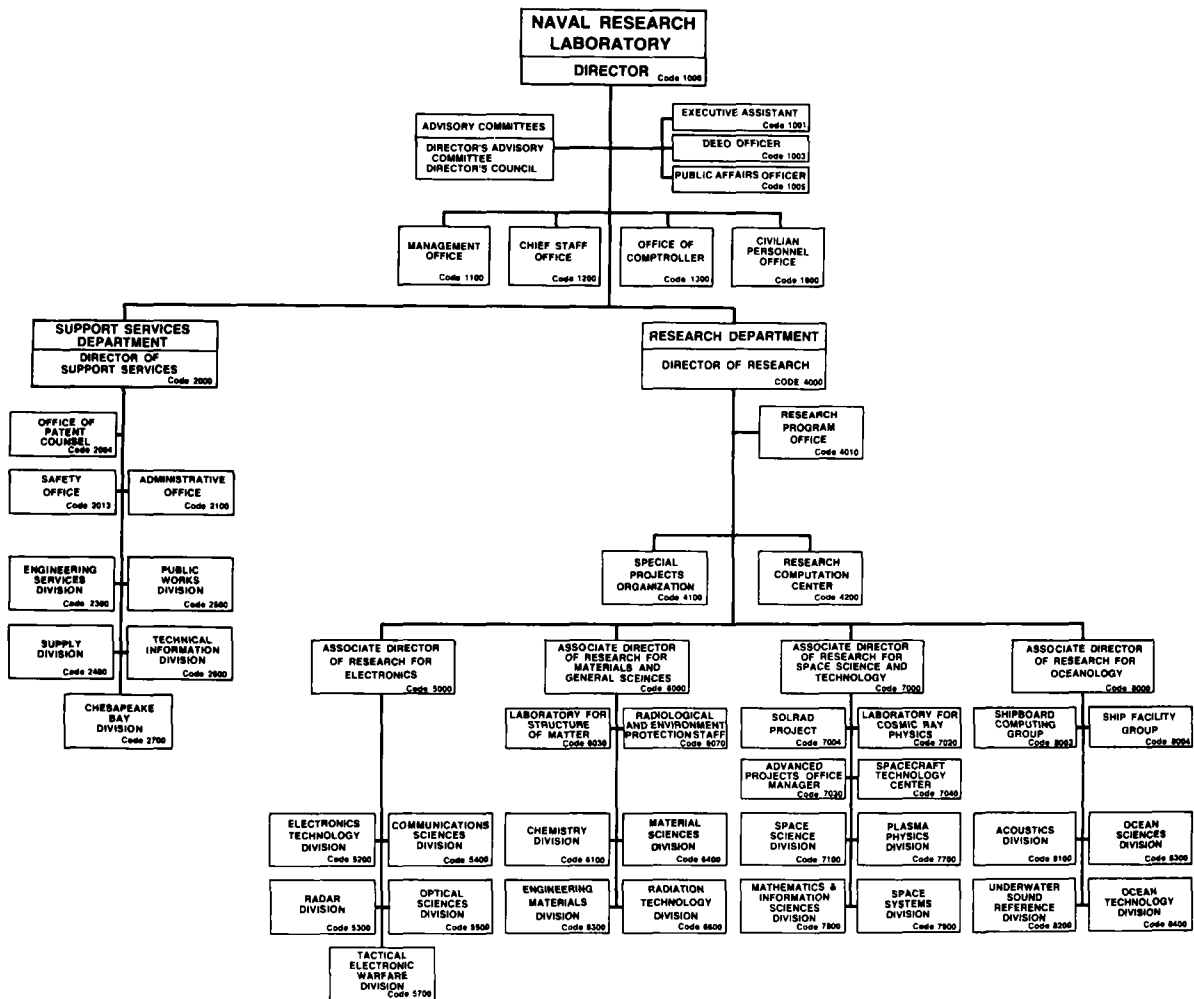 NAVAL RESEARCH
LABORATORY
DIRECTOR
Code 1000
ADVISORY COMMITTEES
DIRECTOR'S ADVISORY
COMMITTEE
DIRECTOR'S COUNCIL
EXECUTIVE ASSISTANT
Code 1001
DEEO OFFICER
Code 1003
PUBLIC AFFAIRS OFFICER
Code 1005
MANAGEMENT
OFFICE
Code 1100
CHIEF STAFF
OFFICE
Code 1200
OFFICE OF
COMPTROLLER
Code 1300
CIVILIAN
PERSONNEL
OFFICE
Code 1800
SUPPORT SERVICES
DEPARTMENT
DIRECTOR OF
SUPPORT SERVICES
Code 2000
RESEARCH DEPARTMENT
DIRECTOR OF RESEARCH
CODE 4000
OFFICE OF
PATENT
COUNSEL
Code 2004
SAFETY
OFFICE
Code 2013
ADMINISTRATIVE
OFFICE
Code 2100
ENGINEERING
SERVICES
DIVISION
Code 2300
PUBLIC
WORKS
DIVISION
Code 2500
SUPPLY
DIVISION
Code 2400
TECHNICAL
INFORMATION
DIVISION
Code 2600
CHESAPEAKE
BAY
DIVISION
Code 2700
RESEARCH
PROGRAM
OFFICE
Code 4010
SPECIAL
PROJECTS
ORGANIZATION
Code 4100
RESEARCH
COMPUTATION
CENTER
Code 4200
ASSOCIATE DIRECTOR
OF RESEARCH FOR
ELECTRONICS
Code 5000
ASSOCIATE DIRECTOR
OF RESEARCH FOR
MATERIALS AND
GENERAL SCEINCES
Code 6000
ASSOCIATE DIRECTOR
OF RESEARCH FOR
SPACE SCIENCE AND
TECHNOLOGY
Code 7000
ASSOCIATE DIRECTOR
OF RESEARCH FOR
OCEANOLOGY
Code 8000
LABORATORY FOR
STRUCTURE
OF MATTER
Code 6030
RADIOLOGICAL
AND ENVIRONMENT
PROTECTION STAFF
Code 6070
SOLRAD
PROJECT
Code 7004
LABORATORY FOR
COSMIC RAY
PHYSICS
Code 7020
SHIPBOARD
COMPUTING
GROUP
Code 8003
SHIP FACILITY
GROUP
Code 8004
ADVANCED
PROJECTS OFFICE
MANAGER
Code 7030
SPACECRAFT
TECHNOLOGY
CENTER
Code 7040
ELECTRONICS
TECHNOLOGY
DIVISION
Code 5200
COMMUNICATIONS
SCIENCES
DIVISION
Code 5400
CHEMISTRY
DIVISION
Code 6100
MATERIAL
SCIENCES
DIVISION
Code 6400
SPACE
SCIENCE
DIVISION
Code 7100
PLASMA
PHYSICS
DIVISION
Code 7700
ACOUSTICS
DIVISION
Code 8100
OCEAN
SCIENCES
DIVISION
Code 8300
RADAR
DIVISION
Code 5300
OPTICAL
SCIENCES
DIVISION
Code 5500
ENGINEERING
MATERIALS
DIVISION
Code 6300
RADIATION
TECHNOLOGY
DIVISION
Code 6600
MATHEMATICS &
INFORMATION
SCIENCES
DIVISION
Code 7800
SPACE
SYSTEMS
DIVISION
Code 7900
UNDERWATER
SOUND
REFERENCE
DIVISION
Code 8200
OCEAN
TECHNOLOGY
DIVISION
Code 8400
TACTICAL
ELECTRONIC
WARFARE
DIVISION
Code 5700